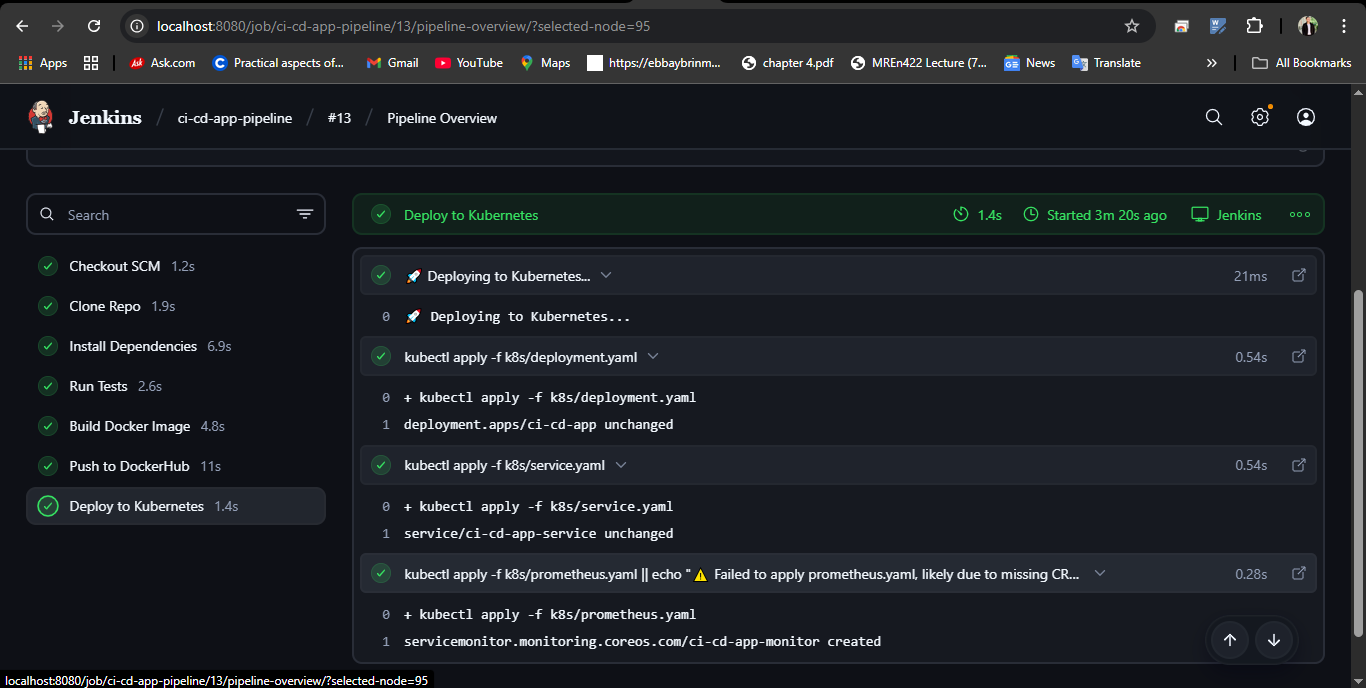 localhost:8080/job/ci-cd-app-pipeline/13/pipeline-overview/?selected-node=95
Apps
Ask Ask.com
C Practical aspects of...
Gmail
YouTube
Maps
https://ebbaybrinm...
chapter 4.pdf
MREn422 Lecture (7...
News
Translate
»
All Bookmarks
Jenkins / ci-cd-app-pipeline / #13 / Pipeline Overview
Search
Deploy to Kubernetes 1.4s Started 3m 20s ago Jenkins
Checkout SCM 1.2s
Clone Repo 1.9s
Install Dependencies 6.9s
Run Tests 2.6s
Build Docker Image 4.8s
Push to DockerHub 11s
Deploy to Kubernetes 1.4s
🚀 Deploying to Kubernetes... 21ms
0 🚀 Deploying to Kubernetes...
kubectl apply -f k8s/deployment.yaml 0.54s
0 + kubectl apply -f k8s/deployment.yaml
1 deployment.apps/ci-cd-app unchanged
kubectl apply -f k8s/service.yaml 0.54s
0 + kubectl apply -f k8s/service.yaml
1 service/ci-cd-app-service unchanged
kubectl apply -f k8s/prometheus.yaml || echo "⚠️ Failed to apply prometheus.yaml, likely due to missing CR... 0.28s
0 + kubectl apply -f k8s/prometheus.yaml
1 servicemonitor.monitoring.coreos.com/ci-cd-app-monitor created
localhost:8080/job/ci-cd-app-pipeline/13/pipeline-overview/?selected-node=95